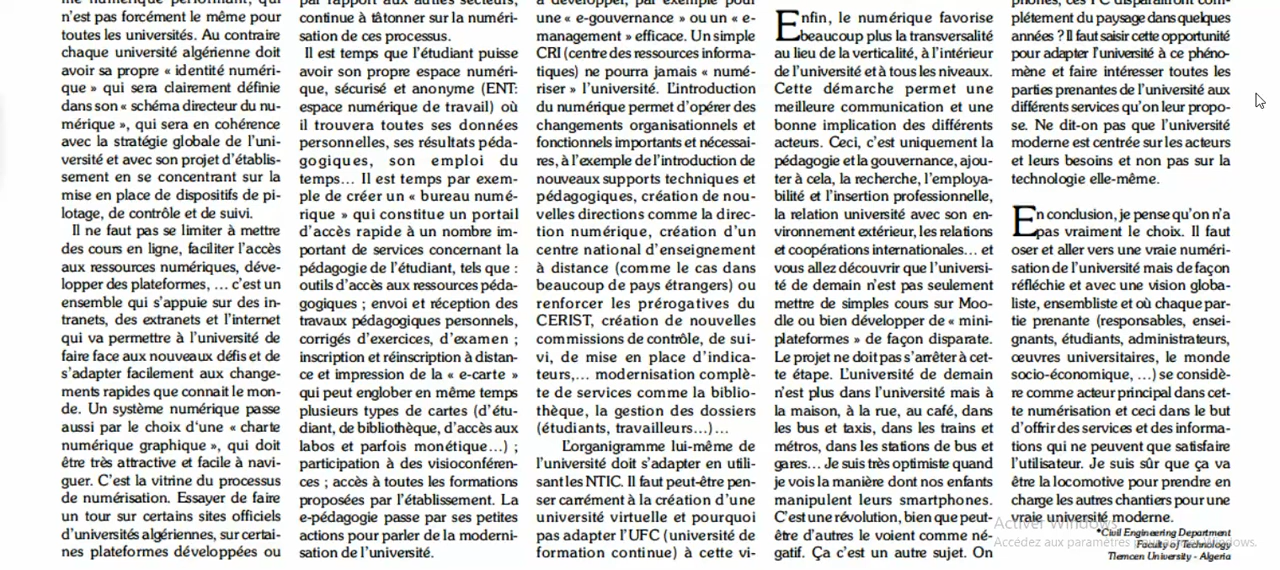 n'est pas forcément le même pour
toutes les universités. Au contraire
chaque université algérienne doit
avoir sa propre « identité numéri-
que » qui sera clairement définie
dans son « schéma directeur du nu-
mérique », qui sera en cohérence
avec la stratégie globale de l'uni-
versité et avec son projet d'établis-
sement en se concentrant sur la
mise en place de dispositifs de pi-
lotage, de contrôle et de suivi.
Il ne faut pas se limiter à mettre
des cours en ligne, faciliter l'accès
aux ressources numériques, déve-
lopper des plateformes, ... c'est un
ensemble qui s'appuie sur des in-
tranets, des extranets et l'internet
qui va permettre à l'université de
faire face aux nouveaux défis et de
s'adapter facilement aux change-
ments rapides que connait le mon-
de. Un système numérique passe
aussi par le choix d'une « charte
numérique graphique », qui doit
être très attractive et facile à navi-
guer. C'est la vitrine du processus
de numérisation. Essayer de faire
un tour sur certains sites officiels
d'universités algériennes, sur certai-
nes plateformes développées ou
continue à tâtonner sur la numéri-
sation de ces processus.
Il est temps que l'étudiant puisse
avoir son propre espace numéri-
que, sécurisé et anonyme (ENT:
espace numérique de travail) où
il trouvera toutes ses données
personnelles, ses résultats péda-
gogiques, son emploi du
temps... Il est temps par exem-
ple de créer un « bureau numé-
rique » qui constitue un portail
d'accès rapide à un nombre im-
portant de services concernant la
pédagogie de l'étudiant, tels que :
outils d'accès aux ressources péda-
gogiques ; envoi et réception des
travaux pédagogiques personnels,
corrigés d'exercices, d'examen ;
inscription et réinscription à distan-
ce et impression de la « e-carte »
qui peut englober en même temps
plusieurs types de cartes (d'étu-
diant, de bibliothèque, d'accès aux
labos et parfois monétique...) ;
participation à des visioconféren-
ces ; accès à toutes les formations
proposées par l'établissement. La
e-pédagogie passe par ses petites
actions pour parler de la moderni-
sation de l'université.
à développer, par exemple pour
une « e-gouvernance » ou un « e-
management » efficace. Un simple
CRI (centre des ressources informa-
tiques) ne pourra jamais « numé-
riser » l'université. L'introduction
du numérique permet d'opérer des
changements organisationnels et
fonctionnels importants et nécessai-
res, à l'exemple de l'introduction de
nouveaux supports techniques et
pédagogiques, création de nou-
velles directions comme la direc-
tion numérique, création d'un
centre national d'enseignement
à distance (comme le cas dans
beaucoup de pays étrangers) ou
renforcer les prérogatives du
CERIST, création de nouvelles
commissions de contrôle, de sui-
vi, de mise en place d'indica-
teurs,... modernisation complè-
te de services comme la biblio-
thèque, la gestion des dossiers
(étudiants, travailleurs...)...
L'organigramme lui-même de
l'université doit s'adapter en utili-
sant les NTIC. Il faut peut-être pen-
ser carrément à la création d'une
université virtuelle et pourquoi
pas adapter l'UFC (université de
formation continue) à cette vi-
Enfin, le numérique favorise
beaucoup plus la transversalité
au lieu de la verticalité, à l'intérieur
de l'université et à tous les niveaux.
Cette démarche permet une
meilleure communication et une
bonne implication des différents
acteurs. Ceci, c'est uniquement la
pédagogie et la gouvernance, ajou-
ter à cela, la recherche, l'employa-
bilité et l'insertion professionnelle,
la relation université avec son en-
vironnement extérieur, les relations
et coopérations internationales... et
vous allez découvrir que l'universi-
té de demain n'est pas seulement
mettre de simples cours sur Moo-
dle ou bien développer de « mini-
plateformes » de façon disparate.
Le projet ne doit pas s'arrêter à cet-
te étape. L'université de demain
n'est plus dans l'université mais à
la maison, à la rue, au café, dans
les bus et taxis, dans les trains et
métros, dans les stations de bus et
gares... Je suis très optimiste quand
je vois la manière dont nos enfants
manipulent leurs smartphones.
C'est une révolution, bien que peut-
être d'autres le voient comme né-
gatif. Ça c'est un autre sujet. On
plétement du paysage dans quelques
années ? Il faut saisir cette opportunité
pour adapter l'université à ce phéno-
mène et faire intéresser toutes les
parties prenantes de l'université aux
différents services qu'on leur propo-
se. Ne dit-on pas que l'université
moderne est centrée sur les acteurs
et leurs besoins et non pas sur la
technologie elle-même.
En conclusion, je pense qu'on n'a
pas vraiment le choix. Il faut
oser et aller vers une vraie numéri-
sation de l'université mais de façon
réfléchie et avec une vision globa-
liste, ensembliste et où chaque par-
tie prenante (responsables, ensei-
gnants, étudiants, administrateurs,
œuvres universitaires, le monde
socio-économique, ...) se considè-
re comme acteur principal dans cet-
te numérisation et ceci dans le but
d'offrir des services et des informa-
tions qui ne peuvent que satisfaire
l'utilisateur. Je suis sûr que ça va
être la locomotive pour prendre en
charge les autres chantiers pour une
vraie université moderne.
*Civil Engineering Department
Faculty of Technology
Tlemcen University - Algeria
Activer Windows
Accédez aux paramètres Windows.